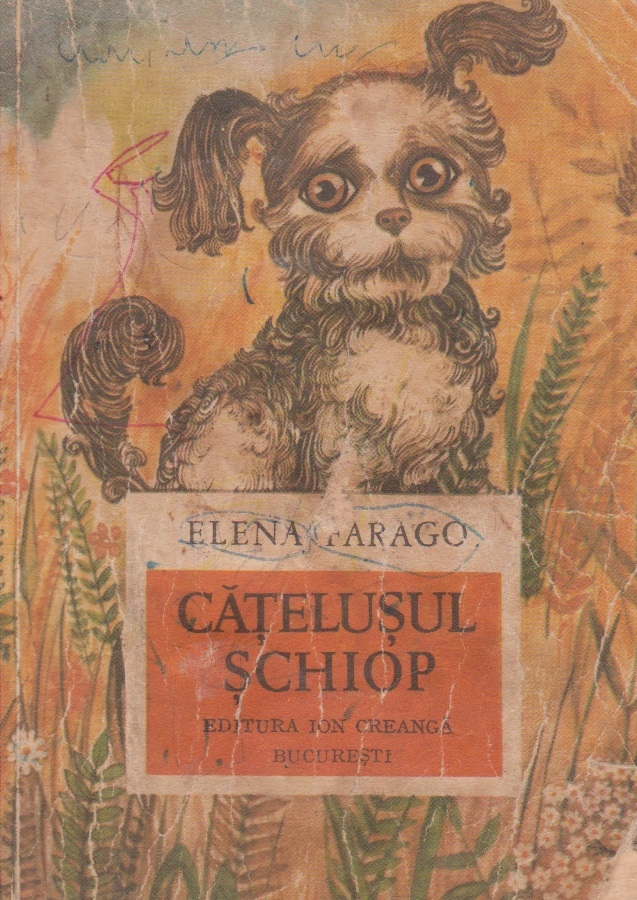 ELENA FARAGO
CĂȚELUȘUL
ȘCHIOP
EDITURA ION CREANGĂ
BUCUREȘTI